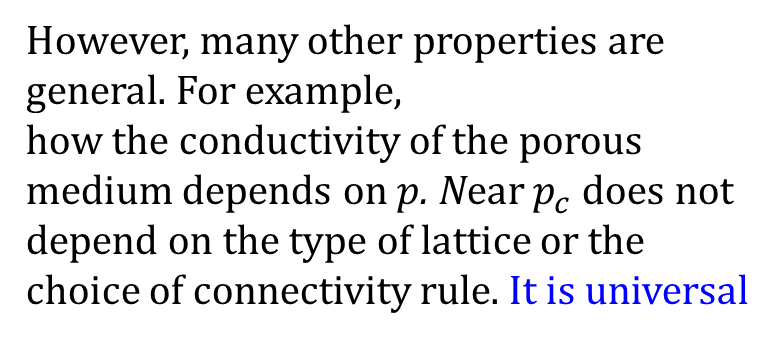 However, many other properties are
general. For example,
how the conductivity of the porous
medium depends on p. Near p_c does not
depend on the type of lattice or the
choice of connectivity rule. It is universal